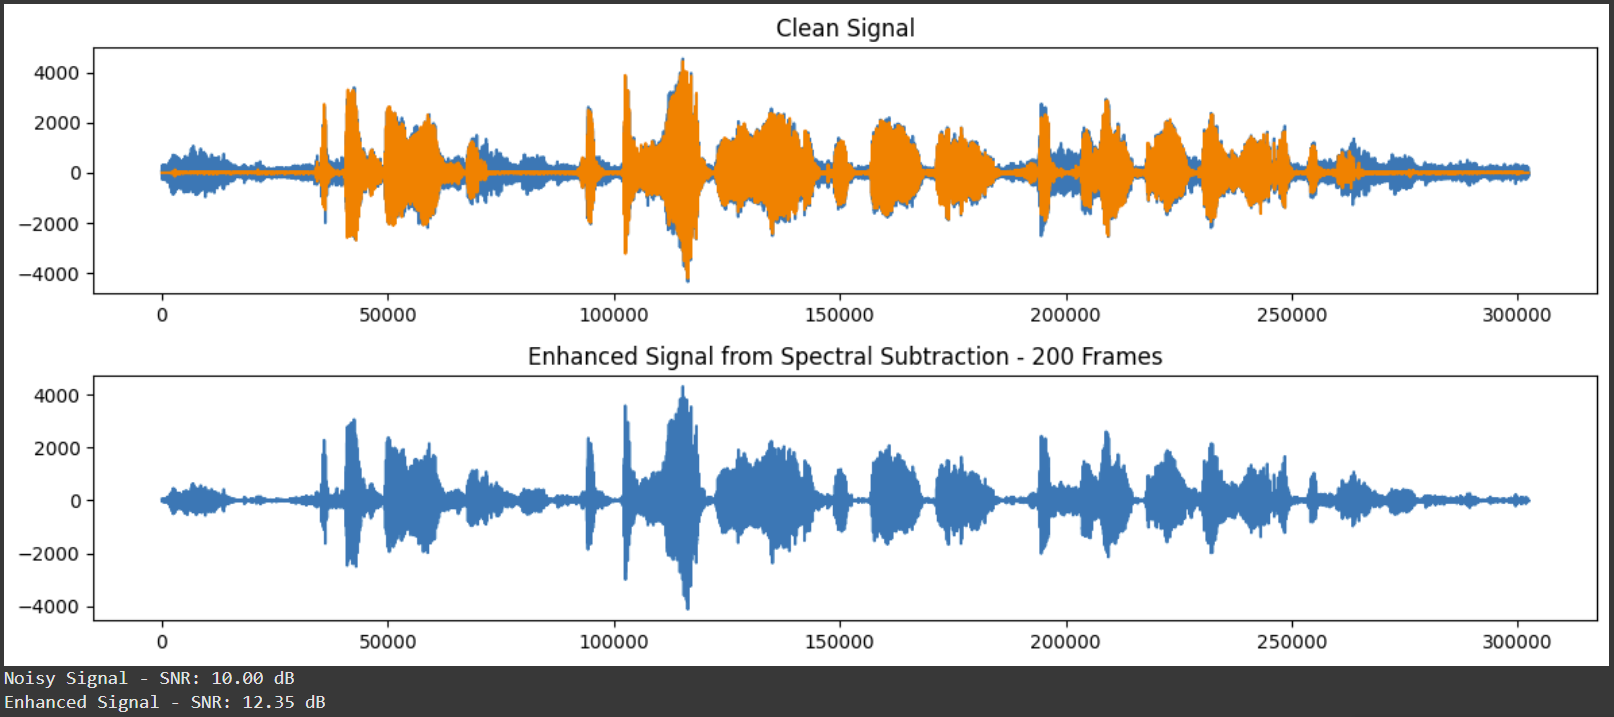 Clean Signal
4000
2000
0
−2000
−4000
0 50000 100000 150000 200000 250000 300000
Enhanced Signal from Spectral Subtraction - 200 Frames
4000
2000
0
−2000
−4000
0 50000 100000 150000 200000 250000 300000
Noisy Signal - SNR: 10.00 dB
Enhanced Signal - SNR: 12.35 dB